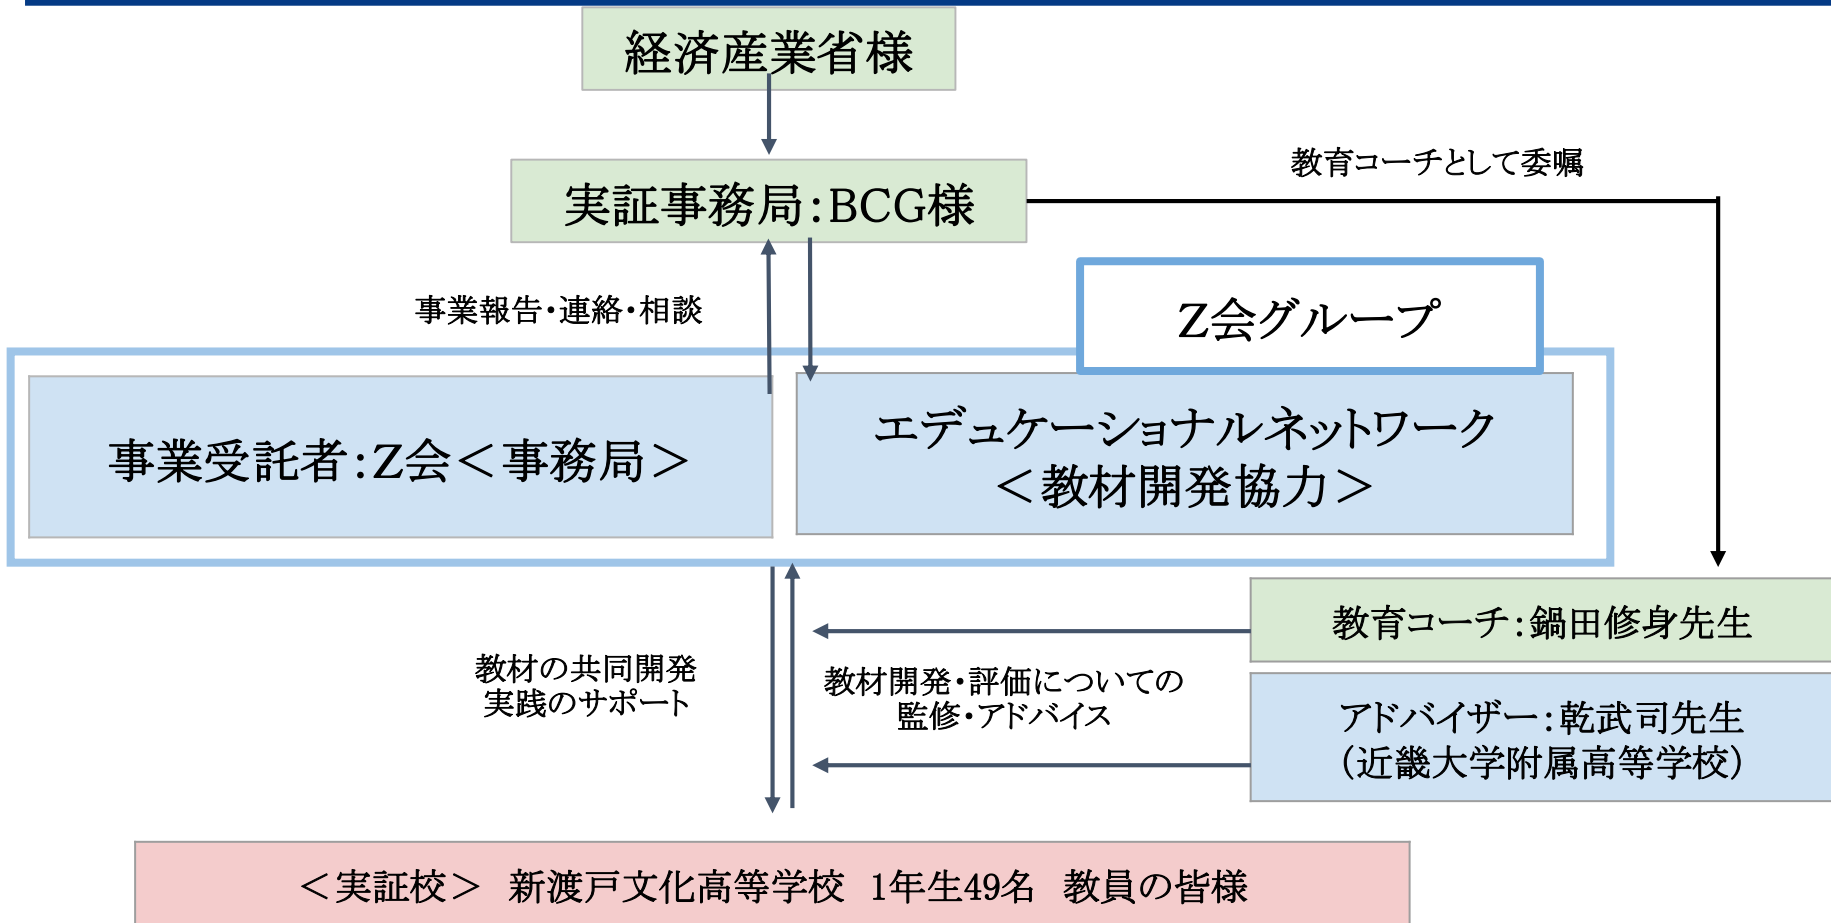 経済産業省様
実証事務局：BCG様
教育コーチとして委嘱
事業報告・連絡・相談
Z会グループ
事業受託者：Z会＜事務局＞
エデュケーショナルネットワーク
＜教材開発協力＞
教育コーチ：鍋田修身先生
教材の共同開発
実践のサポート
教材開発・評価についての
監修・アドバイス
アドバイザー：乾武司先生
（近畿大学附属高等学校）
＜実証校＞　新渡戸文化高等学校　1年生49名　教員の皆様